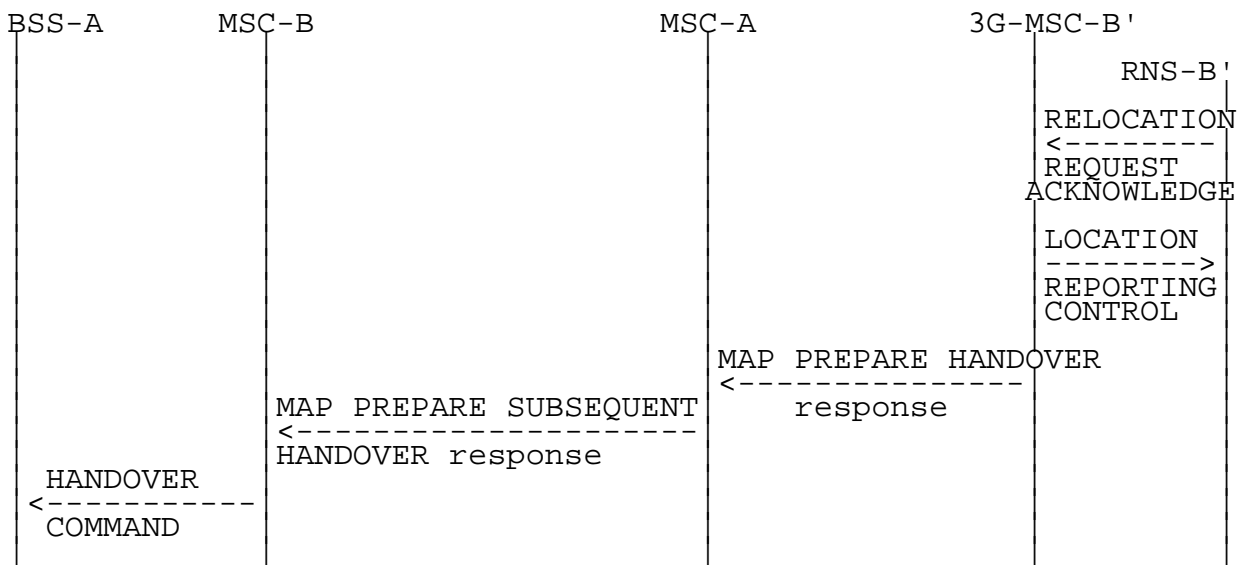 BSS-A MSC-B MSC-A 3G-MSC-B'
RNS-B'
RELOCATION
<---------
REQUEST
ACKNOWLEDGE
LOCATION
-------->
REPORTING
CONTROL
MAP PREPARE HANDOVER
<---------------
response
MAP PREPARE SUBSEQUENT
<---------------------
HANDOVER response
HANDOVER
<-----------
COMMAND